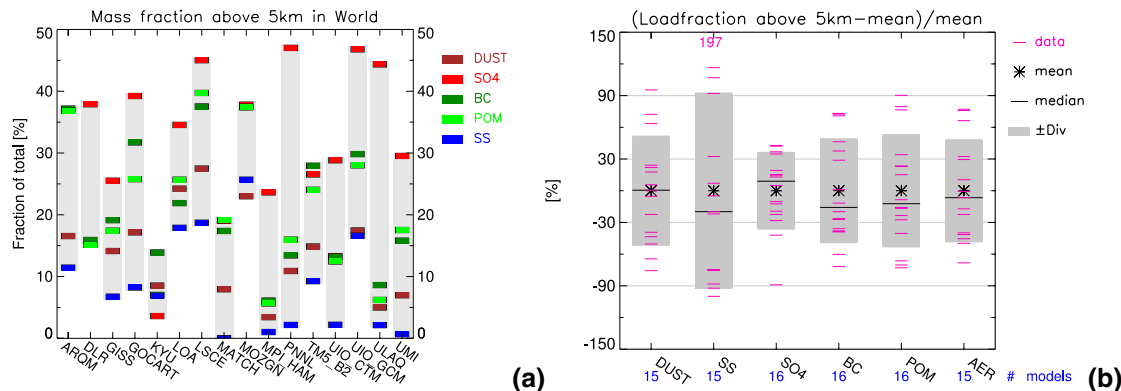 Mass fraction above 5km in World
Fraction of total [%]
50
40
30
20
10
0
50
40
30
20
10
0
DUST
SO4
BC
POM
SS
ARQM
DLR
GISS
GOCART
KYU
LOA
LSCE
MATCH
MOZGN
MPI_HAM
PNNL
TM5_B2
UIO_CTM
UIO_GCM
ULAQ
UMI
(a)
(Loadfraction above 5km-mean)/mean
[%]
150
90
30
-30
-90
-150
197
data
mean
median
±Div
DUST
SS
SO4
BC
POM
AER
15 15 16 16 16 15 # models
(b)